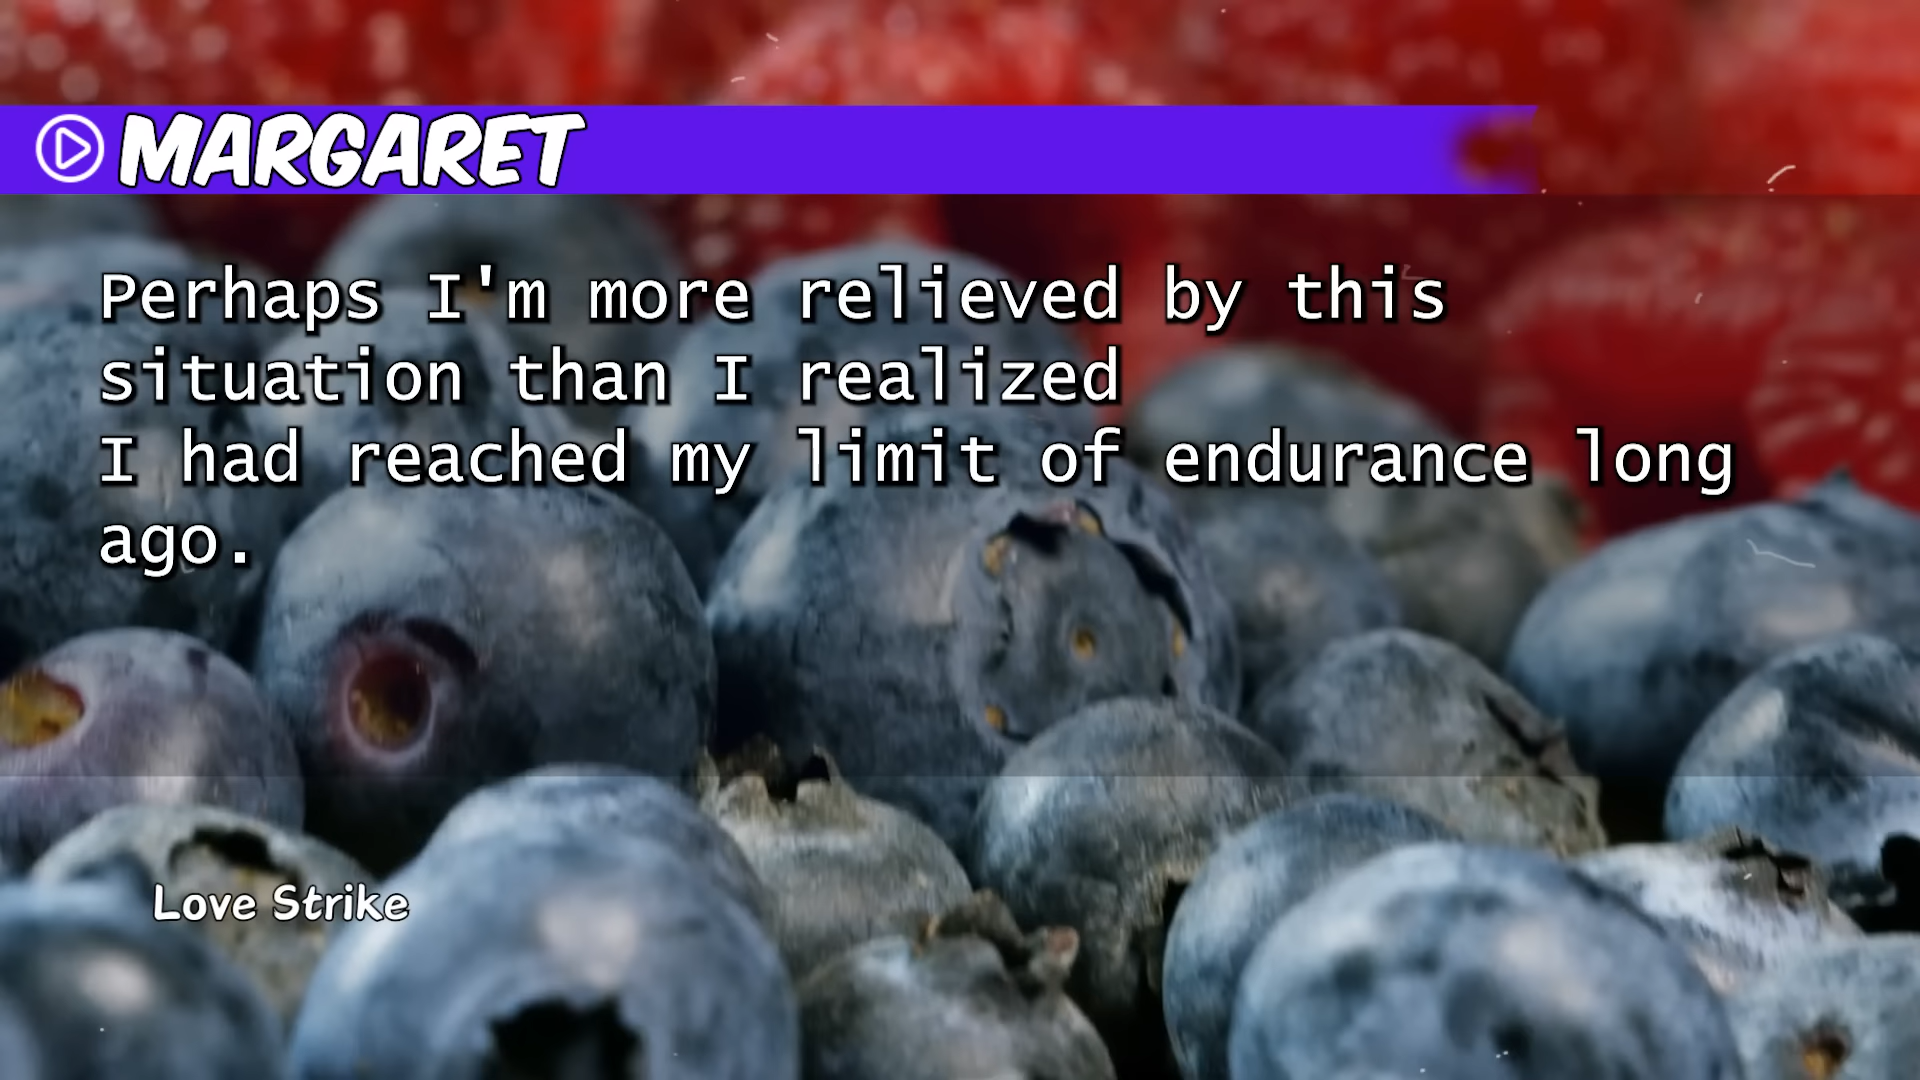 MARGARET
Perhaps I'm more relieved by this
situation than I realized
I had reached my limit of endurance long
ago.
Love Strike